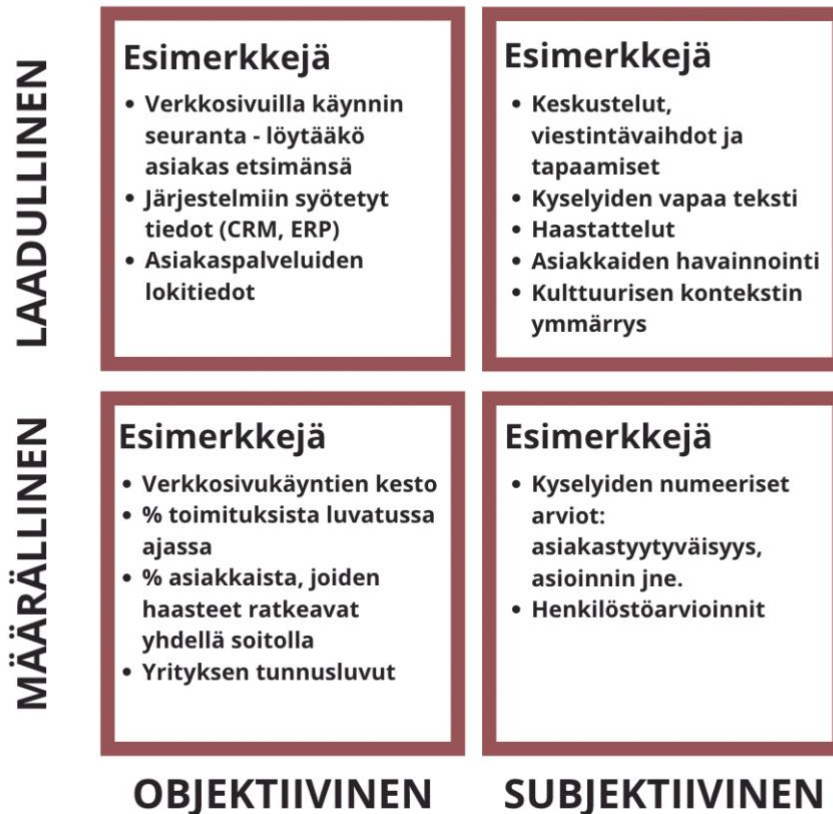 LAADULLINEN
Esimerkkejä
• Verkkosivuilla käynnin
seuranta - löytääkö
asiakas etsimänsä
• Järjestelmiin syötetyt
tiedot (CRM, ERP)
• Asiakaspalveluiden
lokitiedot
Esimerkkejä
• Keskustelut,
viestintävaihdot ja
tapaamiset
• Kyselyiden vapaa teksti
• Haastattelut
• Asiakkaiden havainnointi
• Kulttuurisen kontekstin
ymmärrys
MÄÄRÄLLINEN
Esimerkkejä
• Verkkosivukäyntien kesto
• % toimituksista luvatussa
ajassa
• % asiakkaista, joiden
haasteet ratkeavat
yhdellä soitolla
• Yrityksen tunnusluvut
Esimerkkejä
• Kyselyiden numeeriset
arviot:
asiakastyytyväisyys,
asioinnin jne.
• Henkilöstöarvioinnit
OBJEKTIIVINEN
SUBJEKTIIVINEN